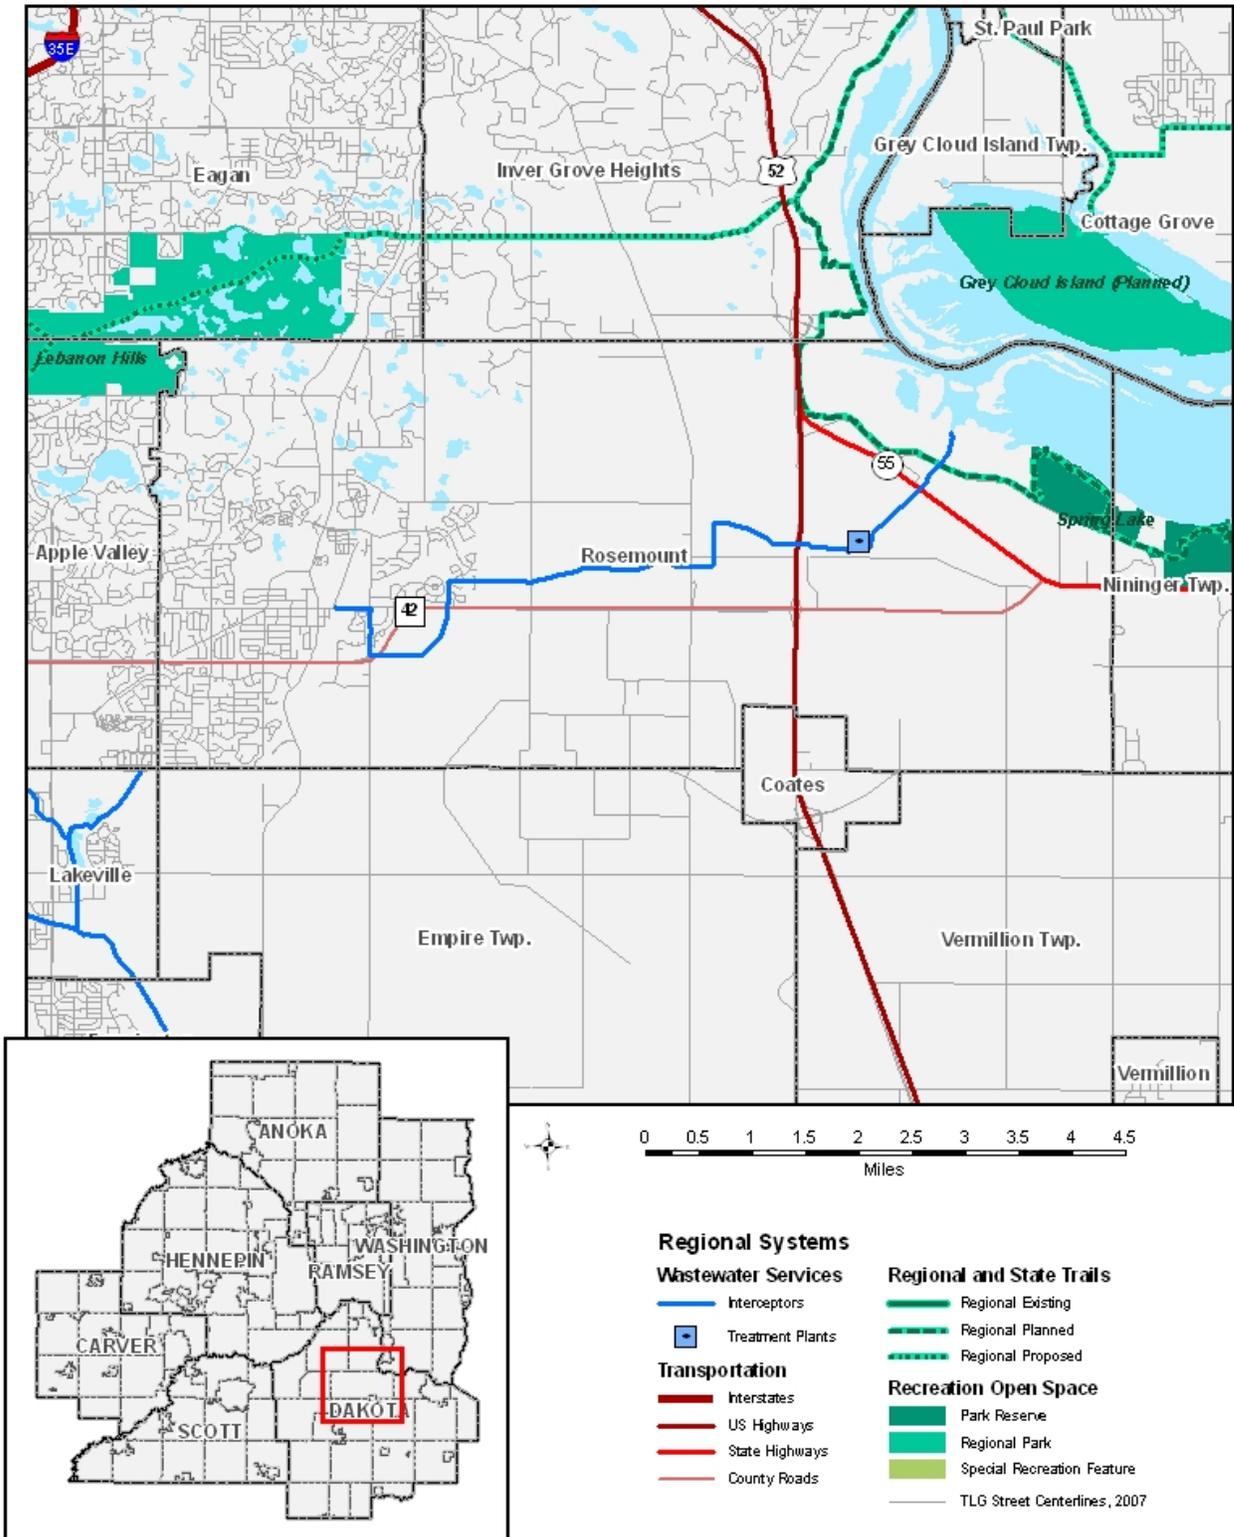 35E
St. Paul Park
Grey Cloud Island Twp.
Eagan
Inver Grove Heights
52
Cottage Grove
Grey Cloud Island (Planned)
Lebanon Hills
55
Spring Lake
Apple Valley
Rosemount
Nininger Twp.
42
Coates
Lakeville
Empire Twp.
Vermillion Twp.
Vermillion
ANOKA
WASHINGTON
HENNEPIN
RAMSEY
CARVER
DAKOTA
SCOTT
0 0.5 1 1.5 2 2.5 3 3.5 4 4.5
Miles
Regional Systems
Wastewater Services
Interceptors
Treatment Plants
Transportation
Interstates
US Highways
State Highways
County Roads
Regional and State Trails
Regional Existing
Regional Planned
Regional Proposed
Recreation Open Space
Park Reserve
Regional Park
Special Recreation Feature
TLG Street Centerlines, 2007